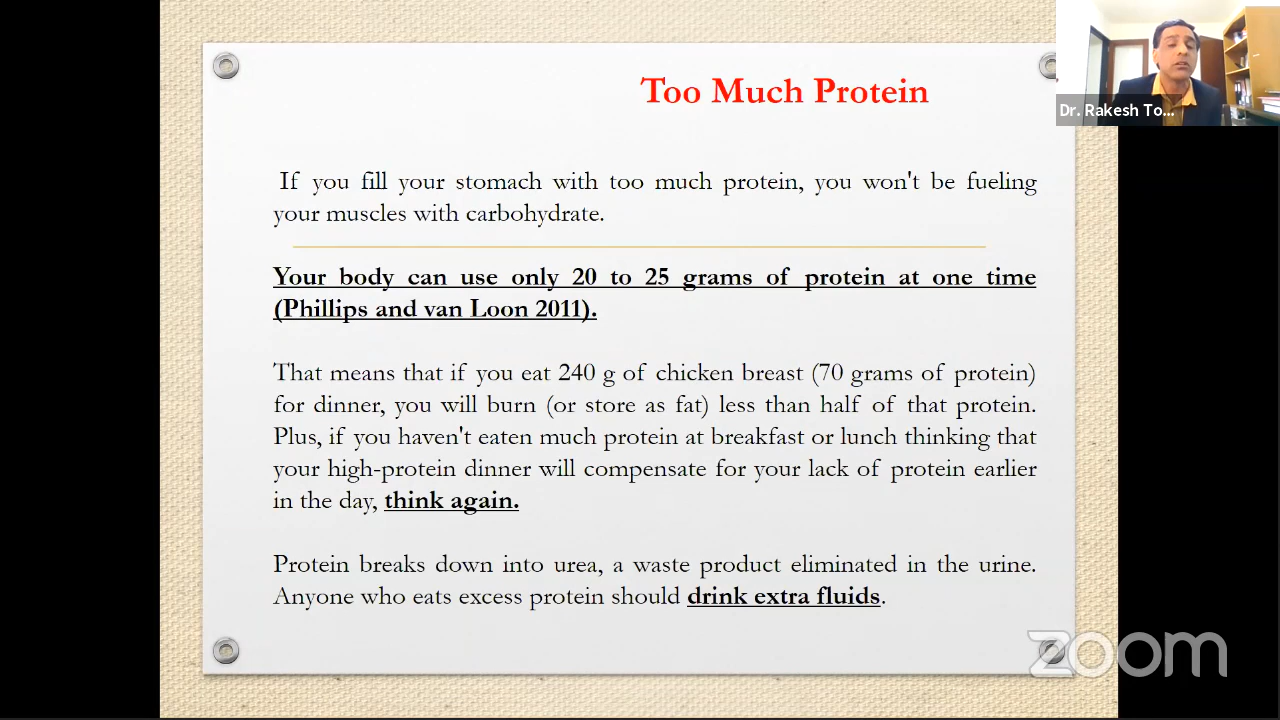 Too Much Protein
Dr. Rakesh To...
If you fill your stomach with too much protein, you won't be fueling
your muscles with carbohydrate.
Your body can use only 20 to 25 grams of protein at one time
(Phillips and van Loon 2011).
That means that if you eat 240 g of chicken breast (70 grams of protein)
for dinner, you will burn (or store as fat) less than half of that protein.
Plus, if you haven't eaten much protein at breakfast or lunch thinking that
your high-protein dinner will compensate for your lack of protein earlier
in the day, think again.
Protein breaks down into urea, a waste product eliminated in the urine.
Anyone who eats excess protein should drink extra fluids.
zoom